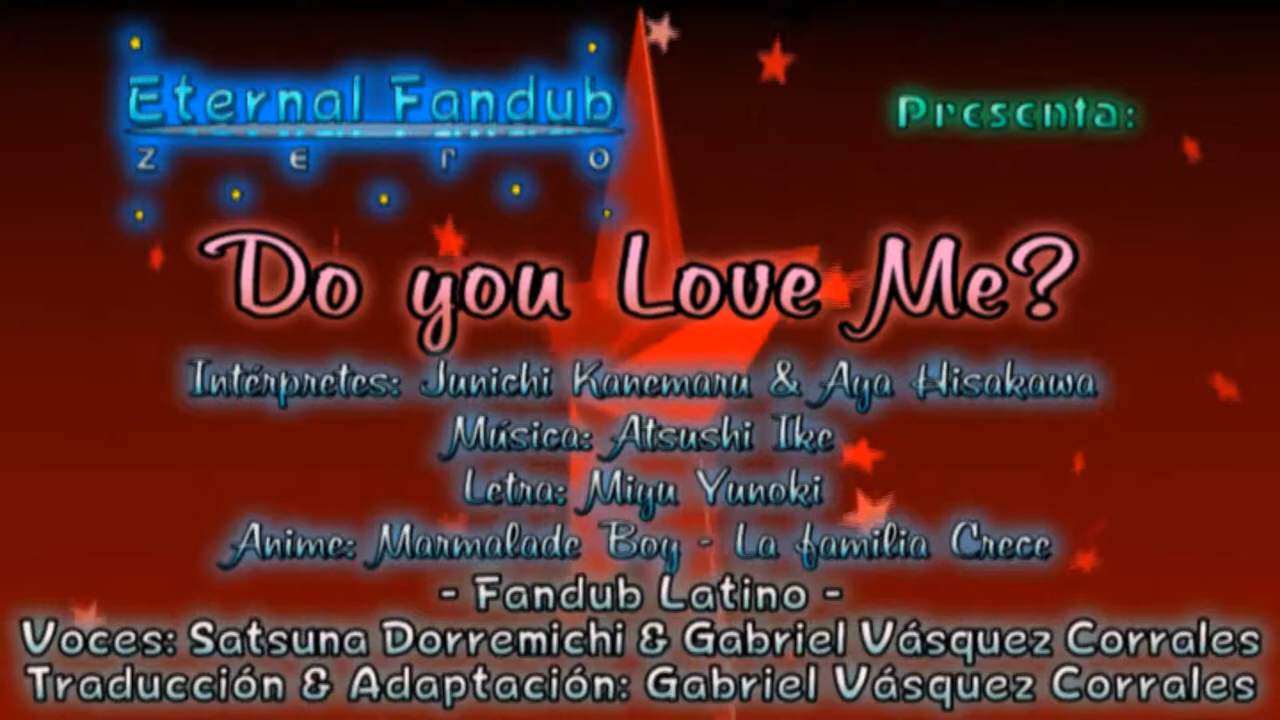 Eternal Fandub
zero
Presenta:
Do you Love Me?
Intérpretes: Junichi Kanemaru & Aya Hisakawa
Música: Atsushi Ike
Letra: Miyu Yunoki
Anime: Marmalade Boy - La familia Crece
- Fandub Latino -
Voces: Satsuna Dorremichi & Gabriel Vásquez Corrales
Traducción & Adaptación: Gabriel Vásquez Corrales